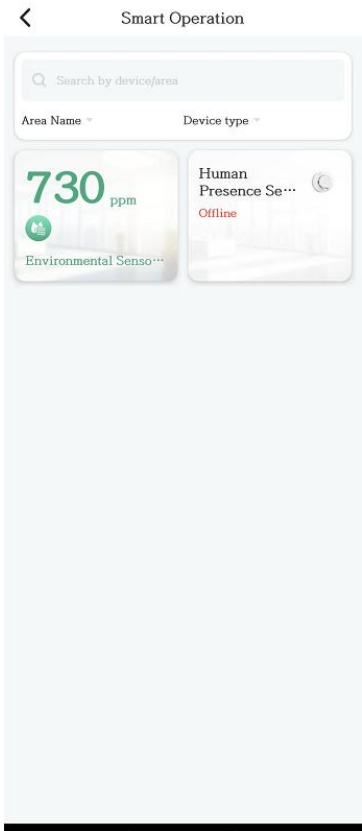 Smart Operation
Search by device/area
Area Name
Device type
730 ppm
Environmental Senso···
Human
Presence Se···
Offline